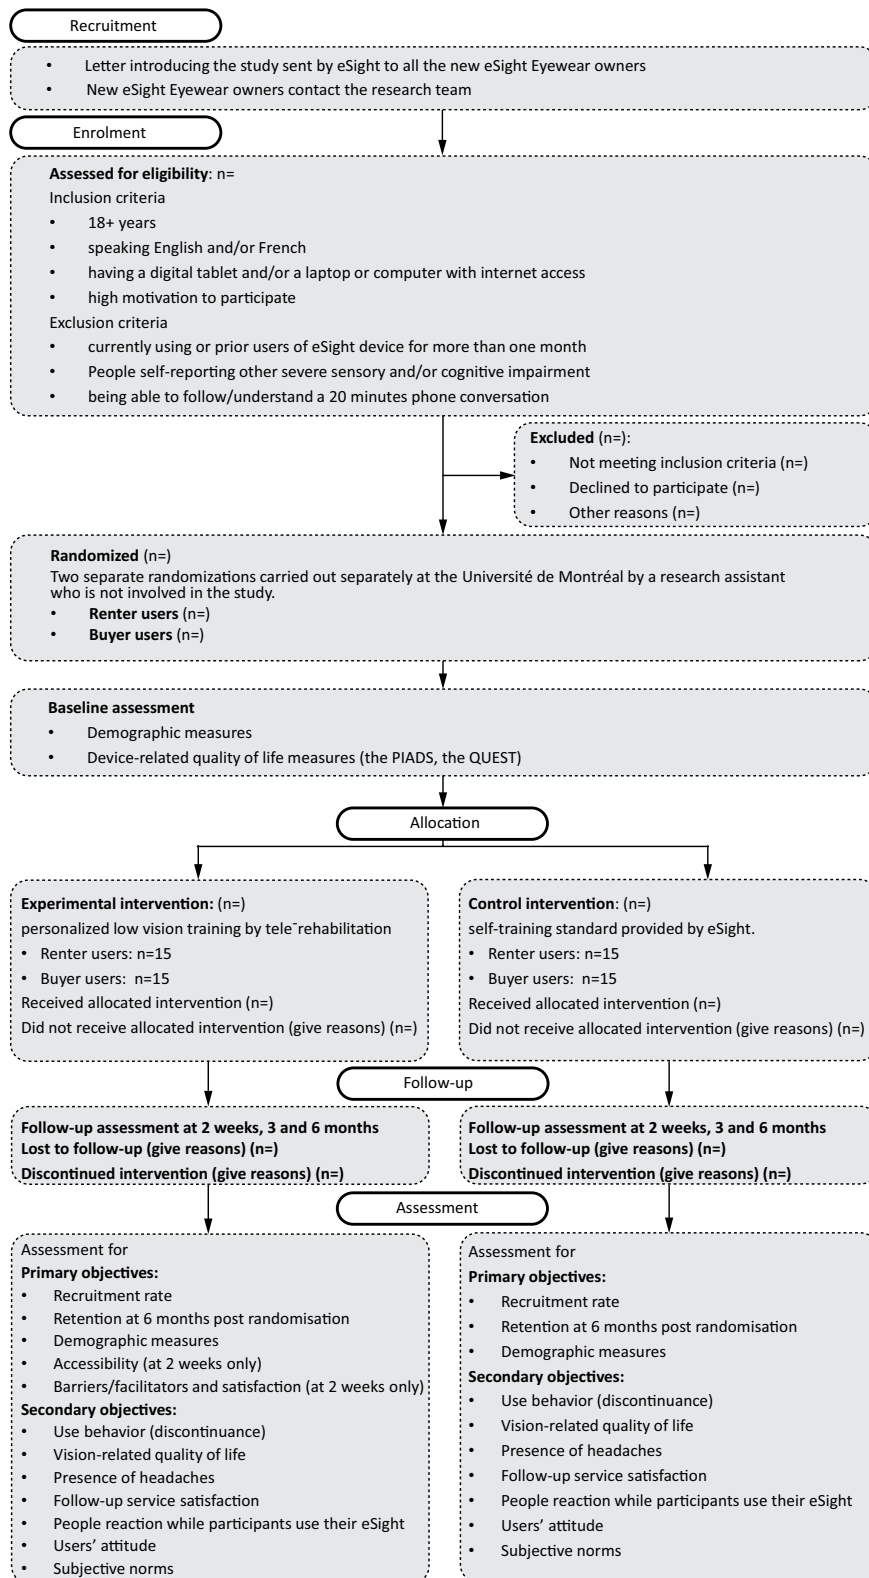 Recruitment
• Letter introducing the study sent by eSight to all the new eSight Eyewear owners
• New eSight Eyewear owners contact the research team
Enrolment
Assessed for eligibility: n=
Inclusion criteria
• 18+ years
• speaking English and/or French
• having a digital tablet and/or a laptop or computer with internet access
• high motivation to participate
Exclusion criteria
• currently using or prior users of eSight device for more than one month
• People self-reporting other severe sensory and/or cognitive impairment
• being able to follow/understand a 20 minutes phone conversation
Excluded (n=):
• Not meeting inclusion criteria (n=)
• Declined to participate (n=)
• Other reasons (n=)
Randomized (n=)
Two separate randomizations carried out separately at the Université de Montréal by a research assistant
who is not involved in the study.
• Renter users (n=)
• Buyer users (n=)
Baseline assessment
• Demographic measures
• Device-related quality of life measures (the PIADS, the QUEST)
Allocation
Experimental intervention: (n=)
personalized low vision training by tele-rehabilitation
• Renter users: n=15
• Buyer users: n=15
Received allocated intervention (n=)
Did not receive allocated intervention (give reasons) (n=)
Control intervention: (n=)
self-training standard provided by eSight.
• Renter users: n=15
• Buyer users: n=15
Received allocated intervention (n=)
Did not receive allocated intervention (give reasons) (n=)
Follow-up
Follow-up assessment at 2 weeks, 3 and 6 months
Lost to follow-up (give reasons) (n=)
Discontinued intervention (give reasons) (n=)
Follow-up assessment at 2 weeks, 3 and 6 months
Lost to follow-up (give reasons) (n=)
Discontinued intervention (give reasons) (n=)
Assessment
Assessment for
Primary objectives:
• Recruitment rate
• Retention at 6 months post randomisation
• Demographic measures
• Accessibility (at 2 weeks only)
• Barriers/facilitators and satisfaction (at 2 weeks only)
Secondary objectives:
• Use behavior (discontinuance)
• Vision-related quality of life
• Presence of headaches
• Follow-up service satisfaction
• People reaction while participants use their eSight
• Users' attitude
• Subjective norms
Assessment for
Primary objectives:
• Recruitment rate
• Retention at 6 months post randomisation
• Demographic measures
Secondary objectives:
• Use behavior (discontinuance)
• Vision-related quality of life
• Presence of headaches
• Follow-up service satisfaction
• People reaction while participants use their eSight
• Users' attitude
• Subjective norms